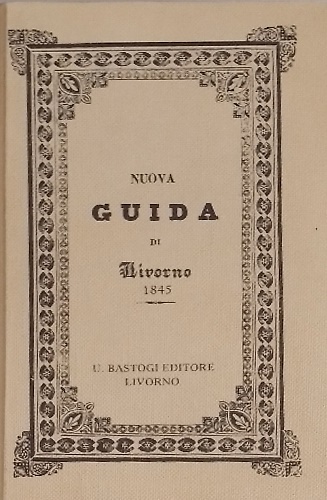 NUOVA
GUIDA
DI
Livorno
1845
U. BASTOGI EDITORE
LIVORNO